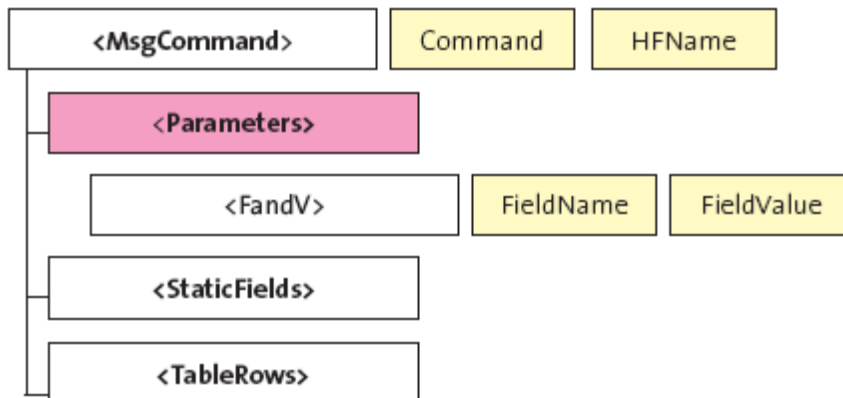 <MsgCommand> Command HFName
<Parameters>
<FandV> FieldName FieldValue
<StaticFields>
<TableRows>